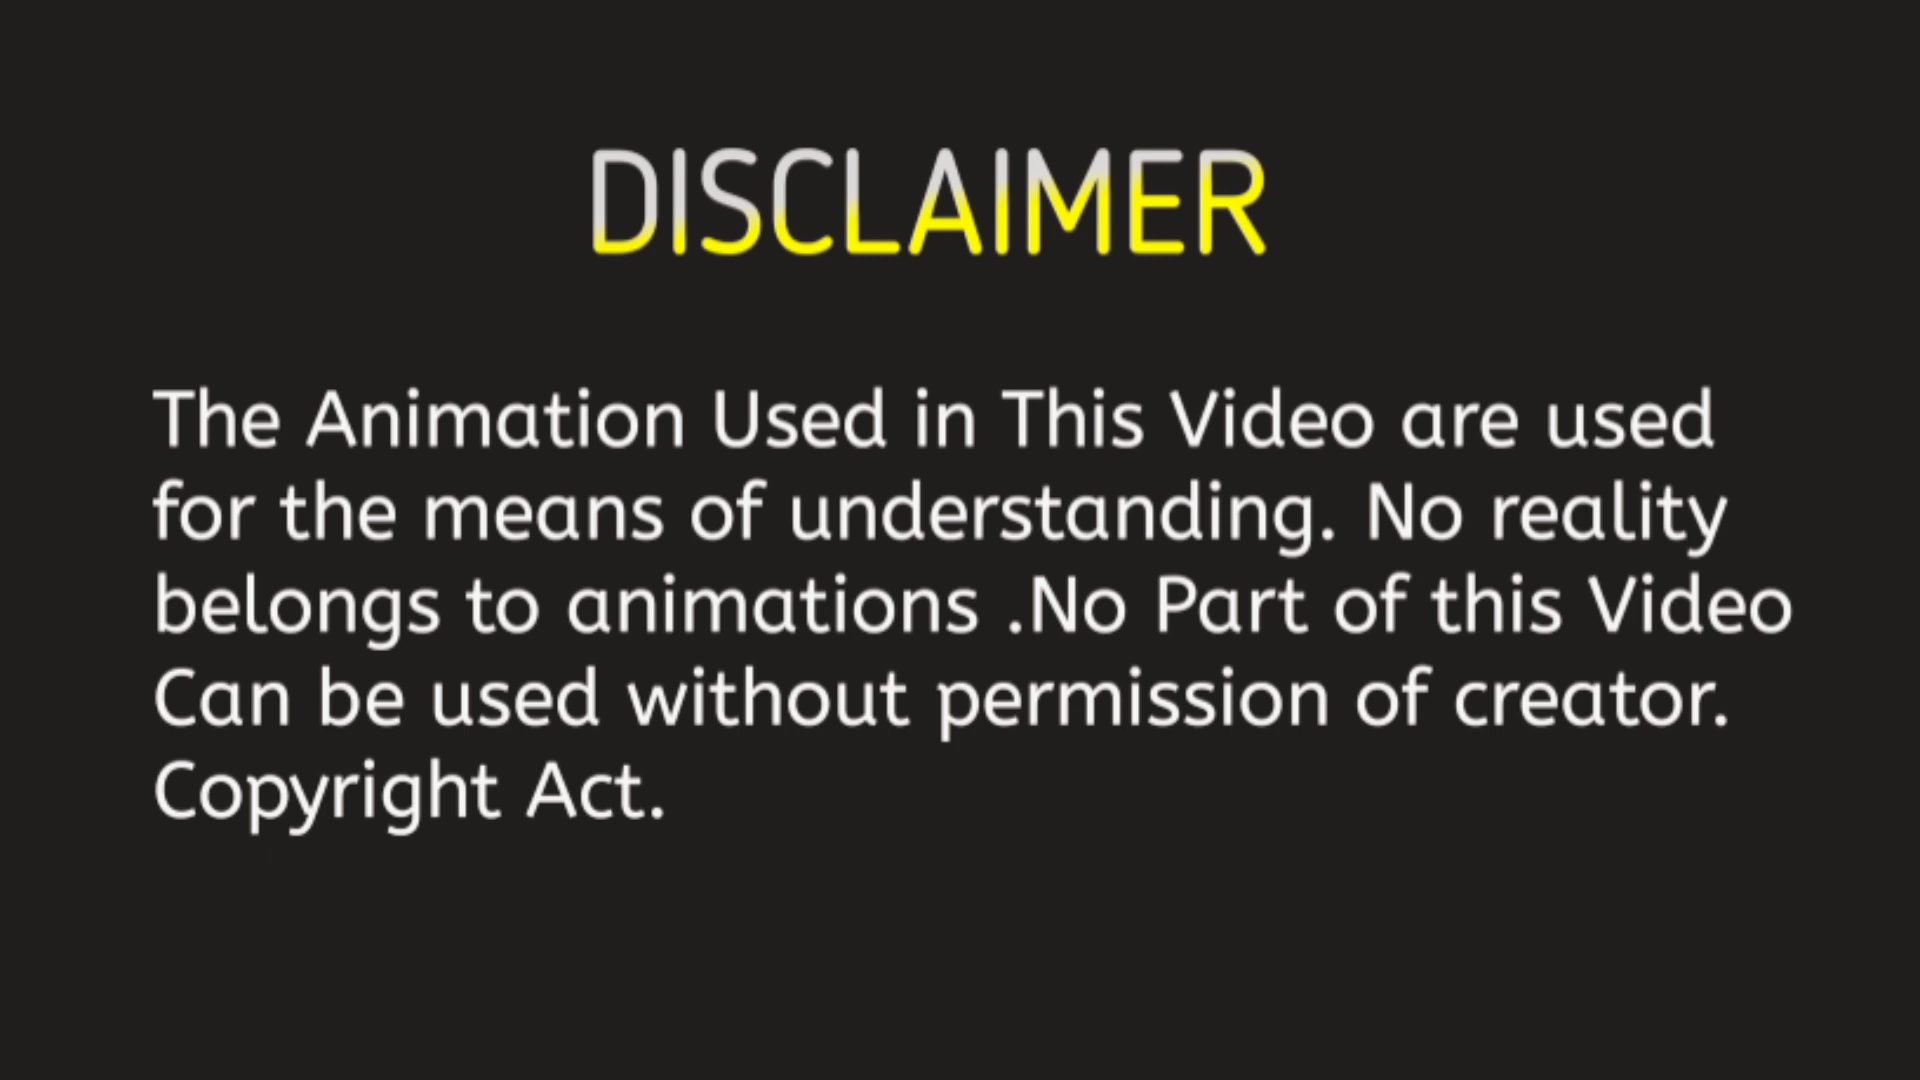 DISCLAIMER
The Animation Used in This Video are used
for the means of understanding. No reality
belongs to animations .No Part of this Video
Can be used without permission of creator.
Copyright Act.